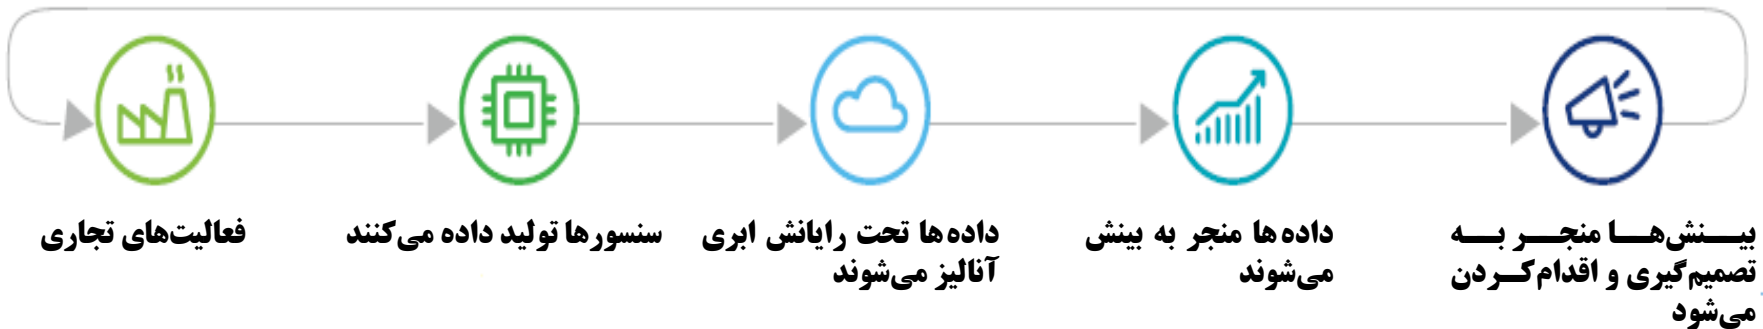 فعالیت‌های تجاری
سنسورها تولید داده می‌کنند
داده‌ها تحت رایانش ابری
آنالیز می‌شوند
داده‌ها منجر به بینش
می‌شوند
بینش‌ها منجر به
تصمیم‌گیری و اقدام‌کردن
می‌شود